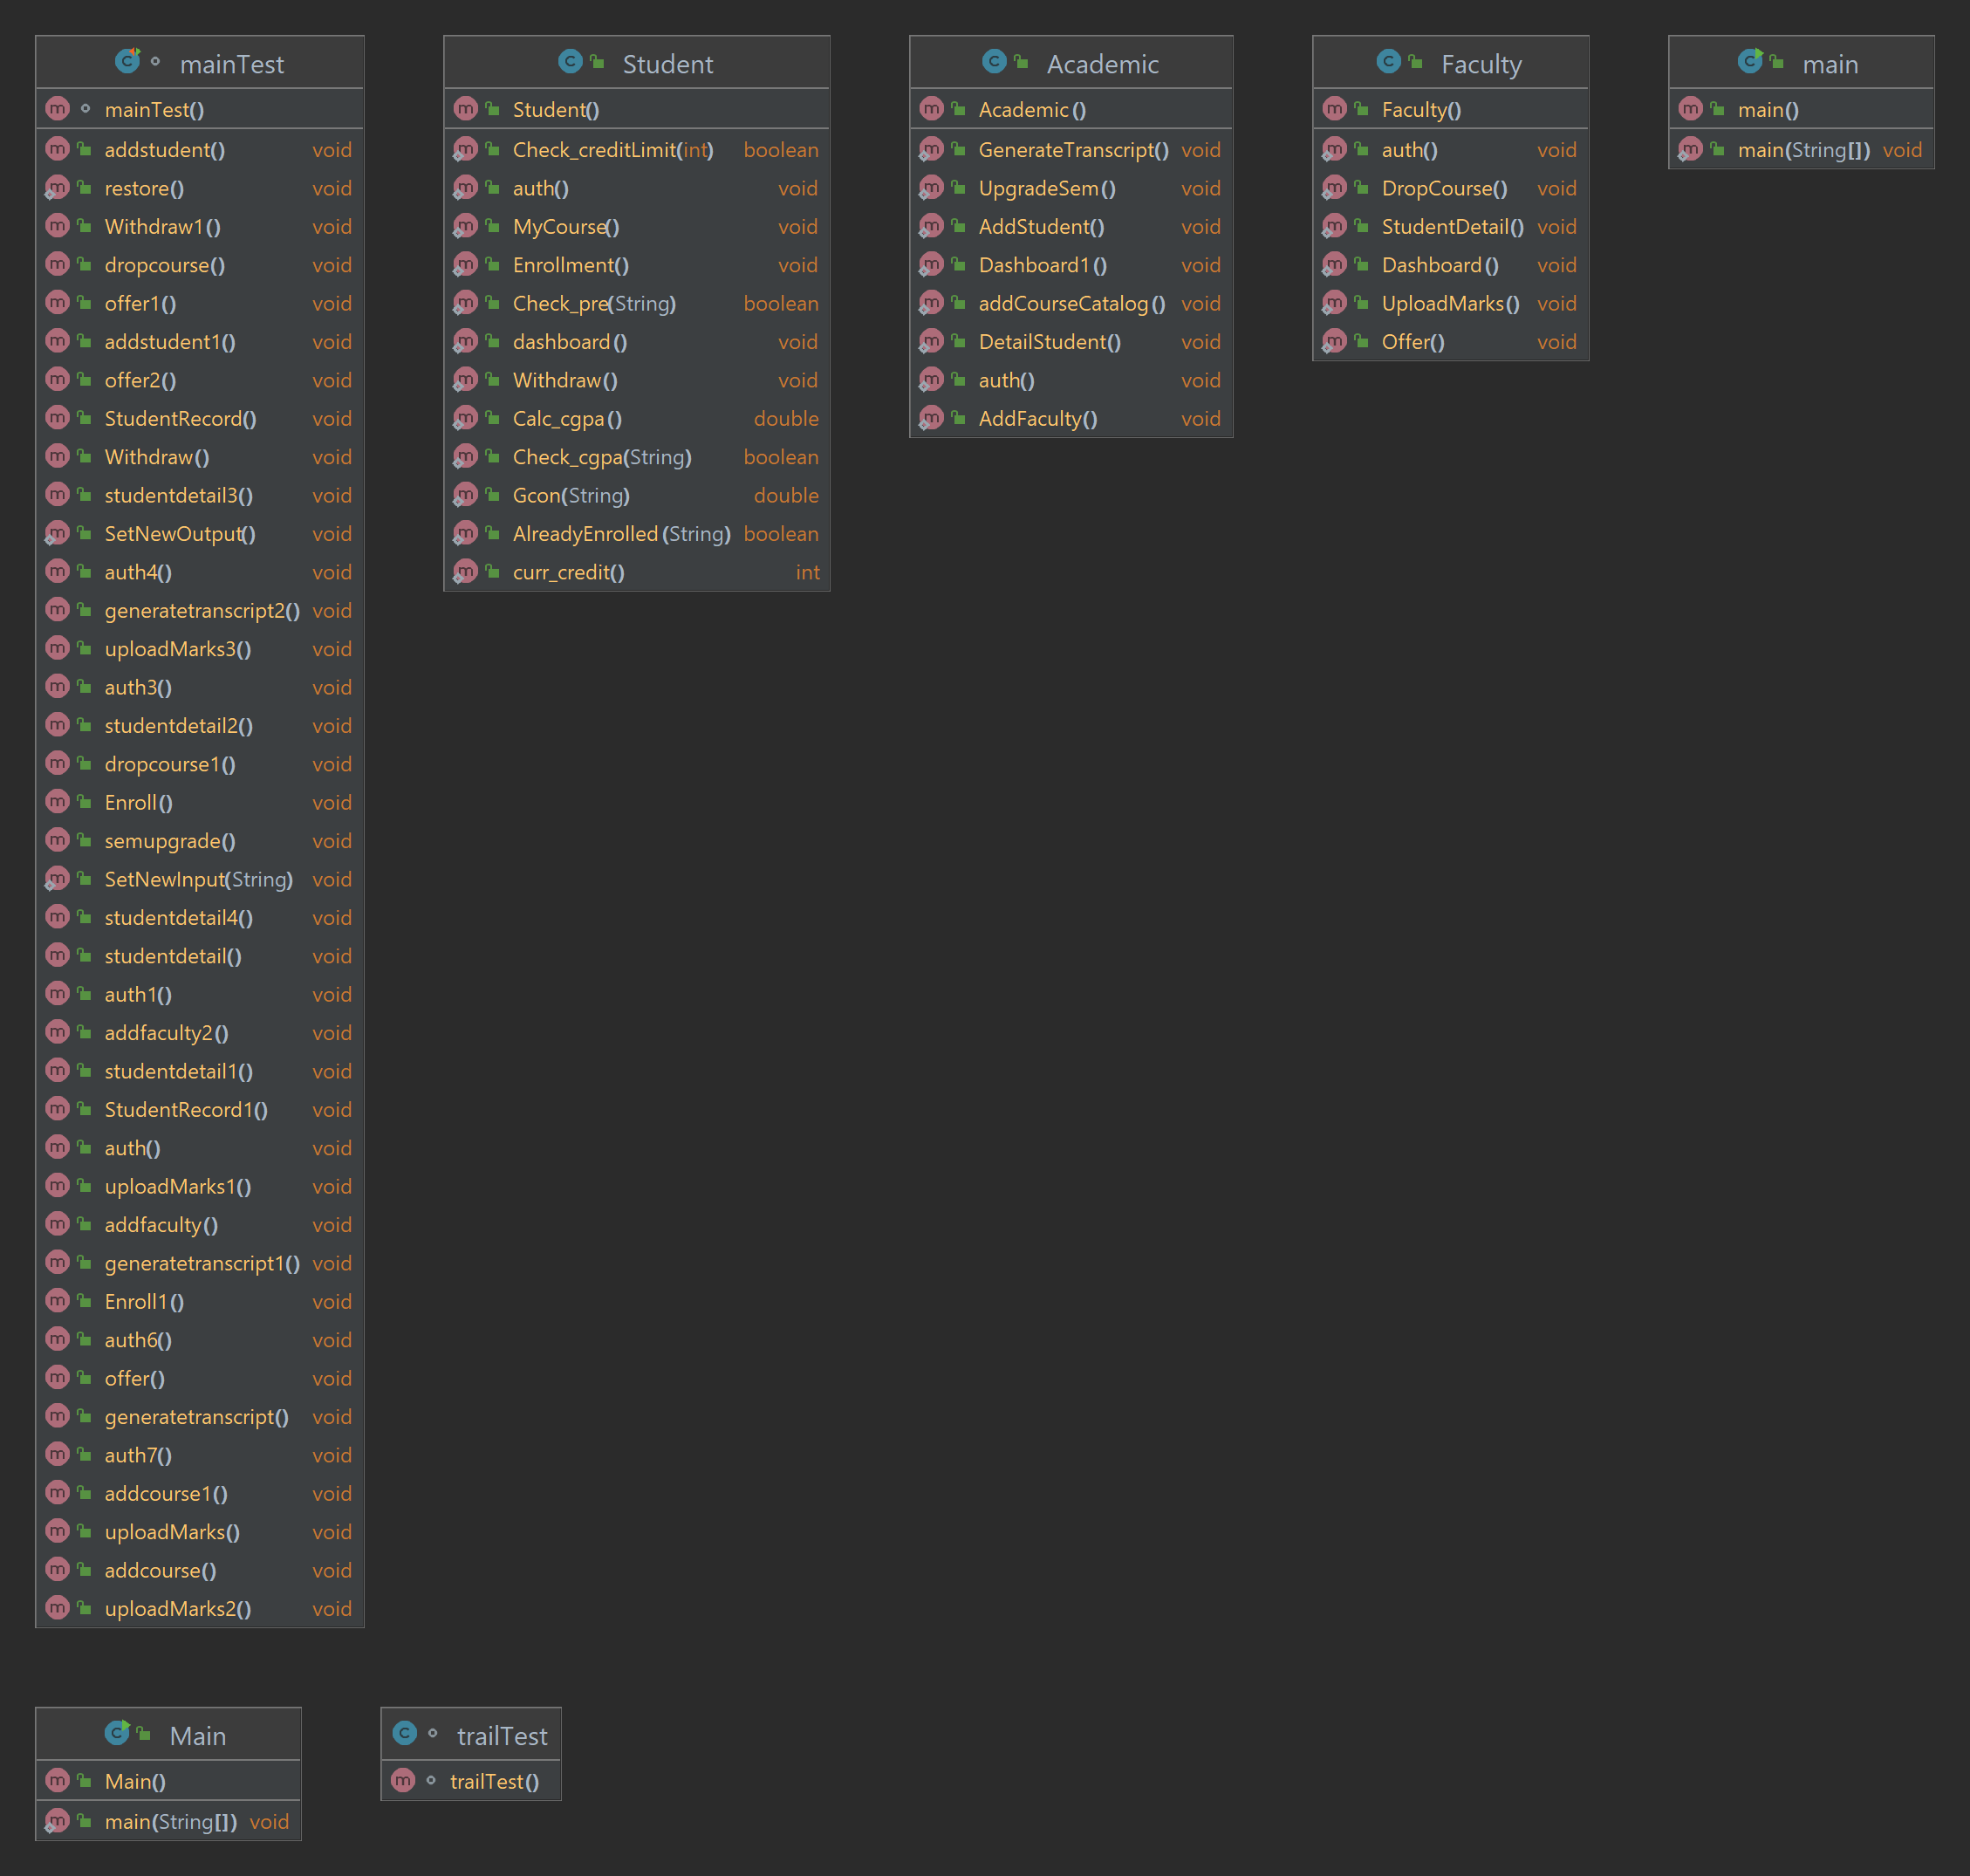 mainTest
mainTest()
addstudent() void
restore() void
Withdraw1() void
dropcourse() void
offer1() void
addstudent1() void
offer2() void
StudentRecord() void
Withdraw() void
studentdetail3() void
SetNewOutput() void
auth4() void
generatetranscript2() void
uploadMarks3() void
auth3() void
studentdetail2() void
dropcourse1() void
Enroll() void
semupgrade() void
SetNewInput(String) void
studentdetail4() void
studentdetail() void
auth1() void
addfaculty2() void
studentdetail1() void
StudentRecord1() void
auth() void
uploadMarks1() void
addfaculty() void
generatetranscript1() void
Enroll1() void
auth6() void
offer() void
generatetranscript() void
auth7() void
addcourse1() void
uploadMarks() void
addcourse() void
uploadMarks2() void
Student
Student()
Check_creditLimit(int) boolean
auth() void
MyCourse() void
Enrollment() void
Check_pre(String) boolean
dashboard() void
Withdraw() void
Calc_cgpa() double
Check_cgpa(String) boolean
Gcon(String) double
AlreadyEnrolled(String) boolean
curr_credit() int
Academic
Academic()
GenerateTranscript() void
UpgradeSem() void
AddStudent() void
Dashboard1() void
addCourseCatalog() void
DetailStudent() void
auth() void
AddFaculty() void
Faculty
Faculty()
auth() void
DropCourse() void
StudentDetail() void
Dashboard() void
UploadMarks() void
Offer() void
main
main()
main(String[]) void
Main
Main()
main(String[]) void
trailTest
trailTest()